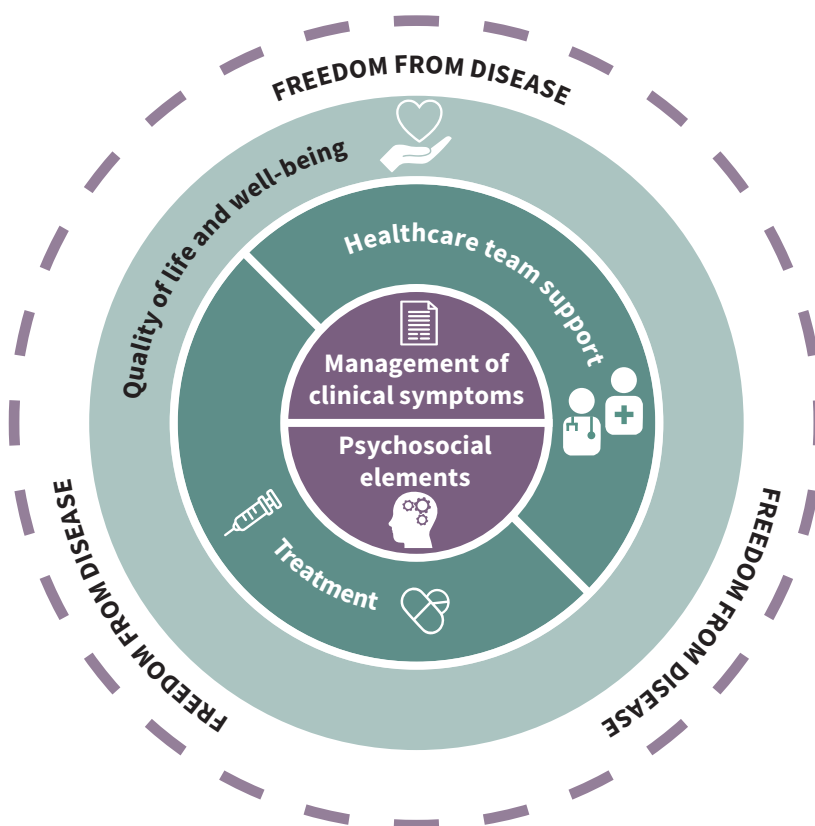 FREEDOM FROM DISEASE
Quality of life and well-being
Healthcare team support
Management of
clinical symptoms
Psychosocial
elements
Treatment
FREEDOM FROM DISEASE
FREEDOM FROM DISEASE